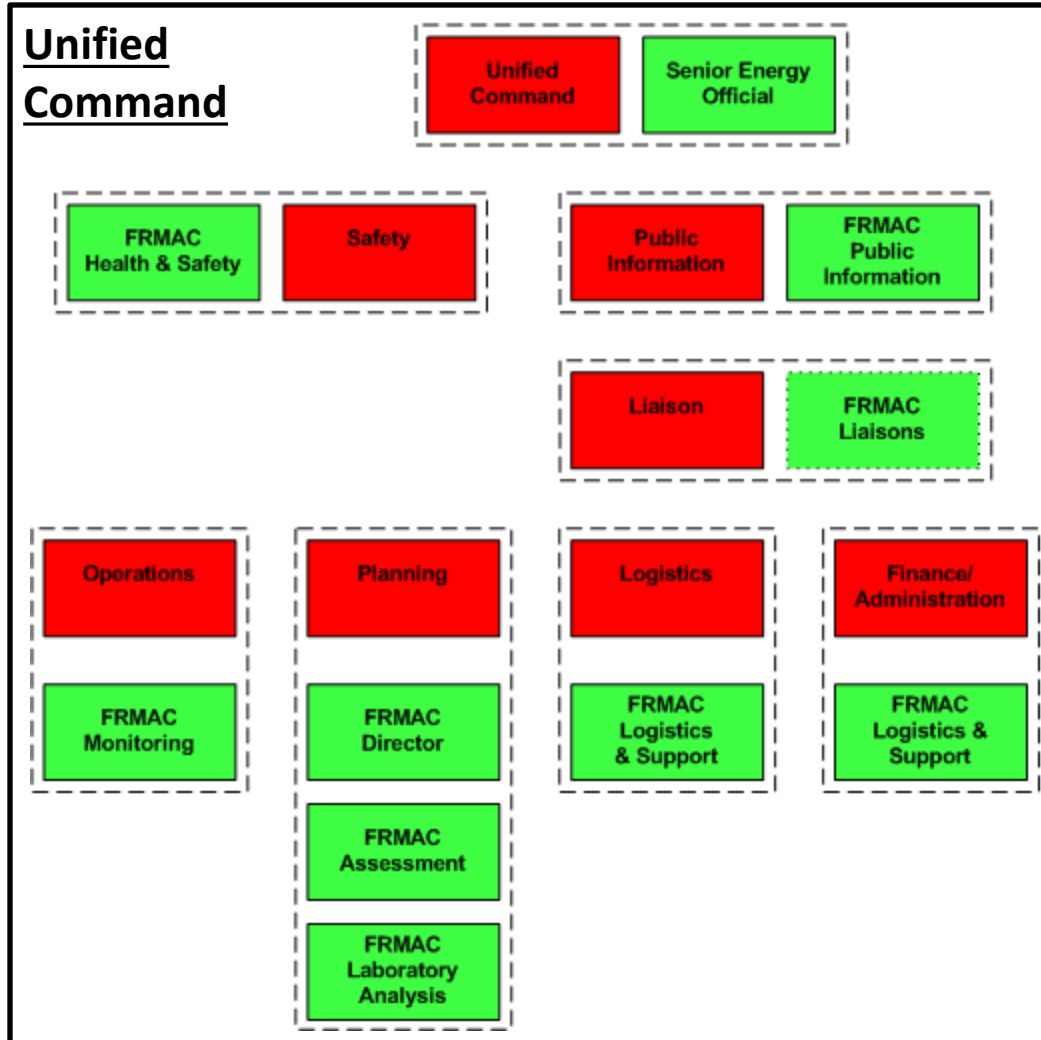 Unified
Command
Unified
Command
Senior Energy
Official
FRMAC
Health & Safety
Safety
Public
Information
FRMAC
Public
Information
Liaison
FRMAC
Liaisons
Operations
Planning
Logistics
Finance/
Administration
FRMAC
Monitoring
FRMAC
Director
FRMAC
Logistics
& Support
FRMAC
Logistics &
Support
FRMAC
Assessment
FRMAC
Laboratory
Analysis